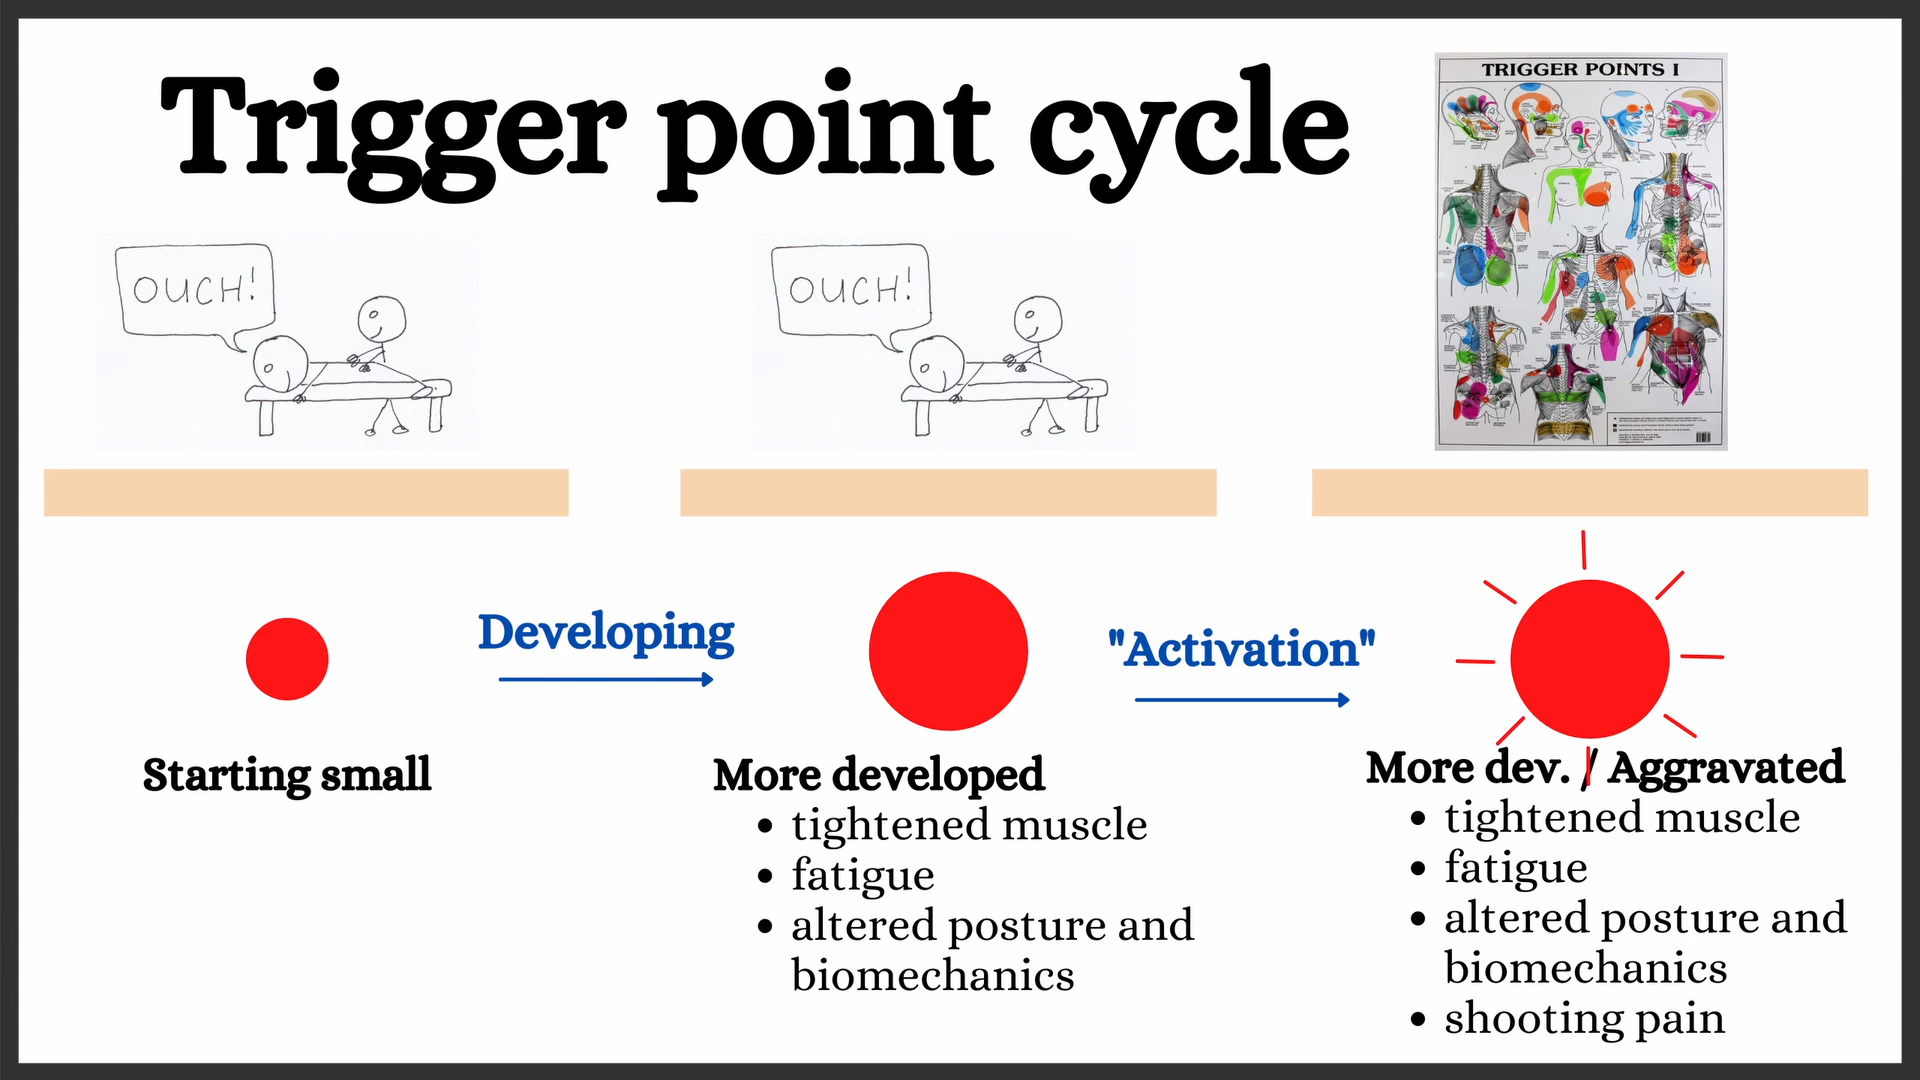 Trigger point cycle
TRIGGER POINTS I
OUCH!
OUCH!
Developing
"Activation"
Starting small
More developed
• tightened muscle
• fatigue
• altered posture and
biomechanics
More dev. / Aggravated
• tightened muscle
• fatigue
• altered posture and
biomechanics
• shooting pain